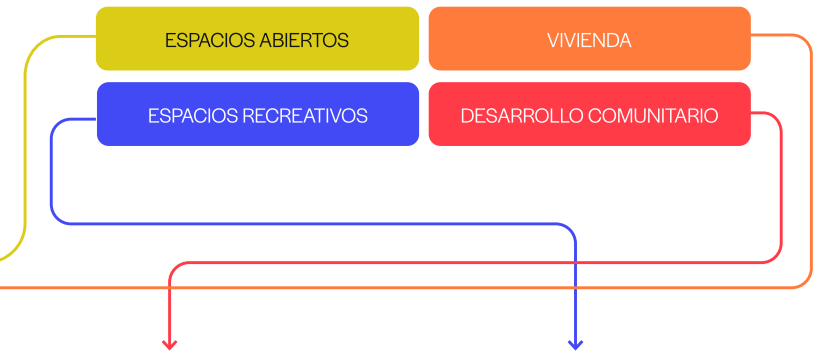 ESPACIOS ABIERTOS
VIVIENDA
ESPACIOS RECREATIVOS
DESARROLLO COMUNITARIO